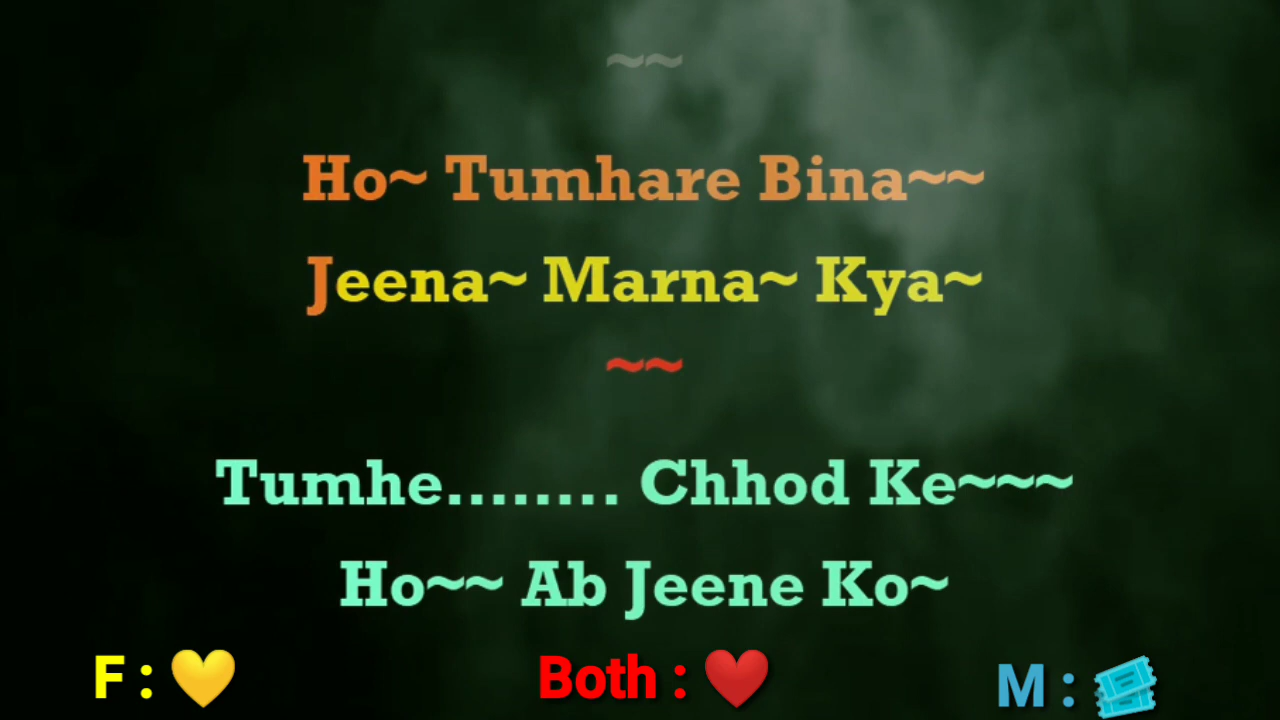 ~~
Ho~ Tumhare Bina~~
Jeena~ Marna~ Kya~
~~
Tumhe........ Chhod Ke~~~
Ho~~ Ab Jeene Ko~
F : 💛 Both : ❤️ M : 🎟️